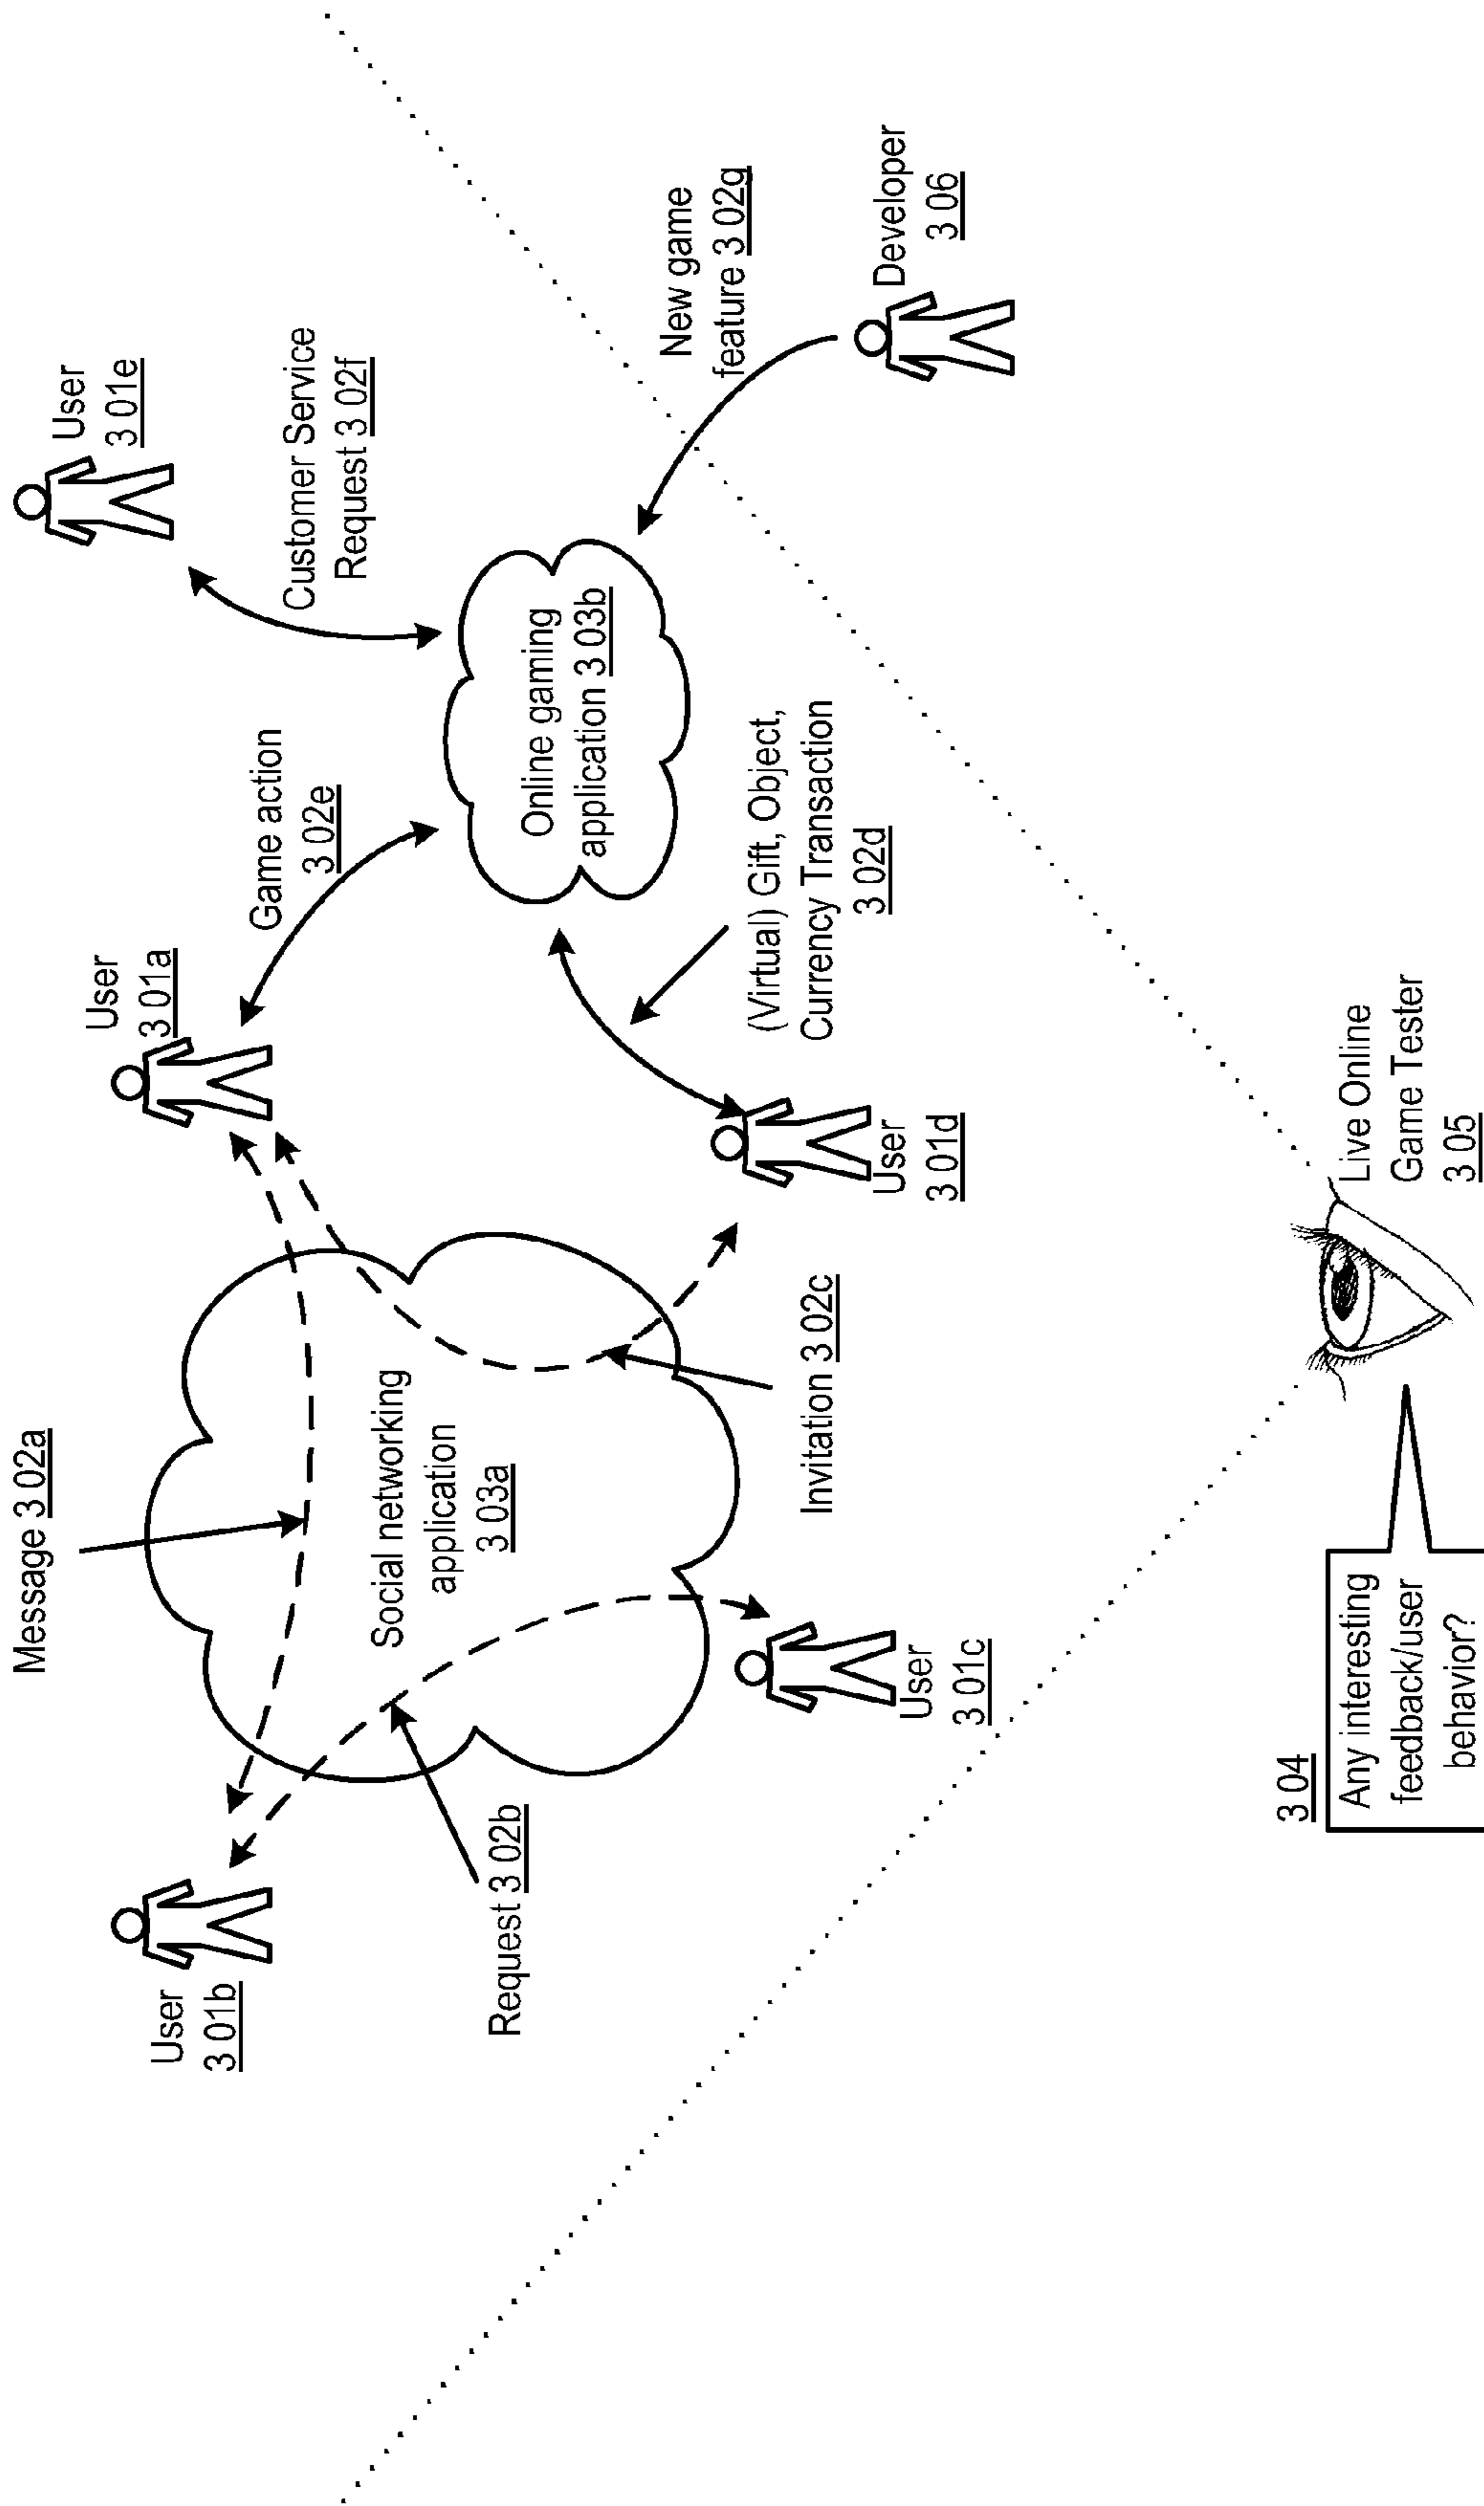 Message 3 02a
User
3 01b
User
3 01a
User
3 01e
Game action
3 02e
Customer Service
Request 3 02f
Social networking
application
3 03a
Request 3 02b
Online gaming
application 3 03b
New game
feature 3 02g
Invitation 3 02c
(Virtual) Gift, Object,
Currency Transaction
3 02d
User
3 01c
User
3 01d
Developer
3 06
3 04
Any interesting
feedback/user
behavior?
Live Online
Game Tester
3 05